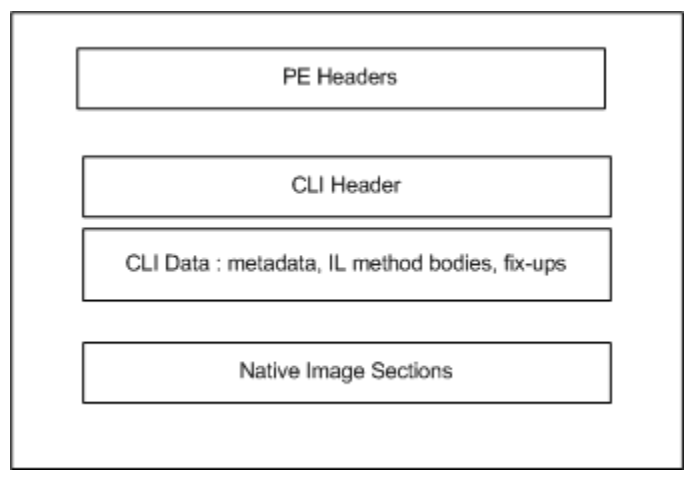 PE Headers
CLI Header
CLI Data : metadata, IL method bodies, fix-ups
Native Image Sections